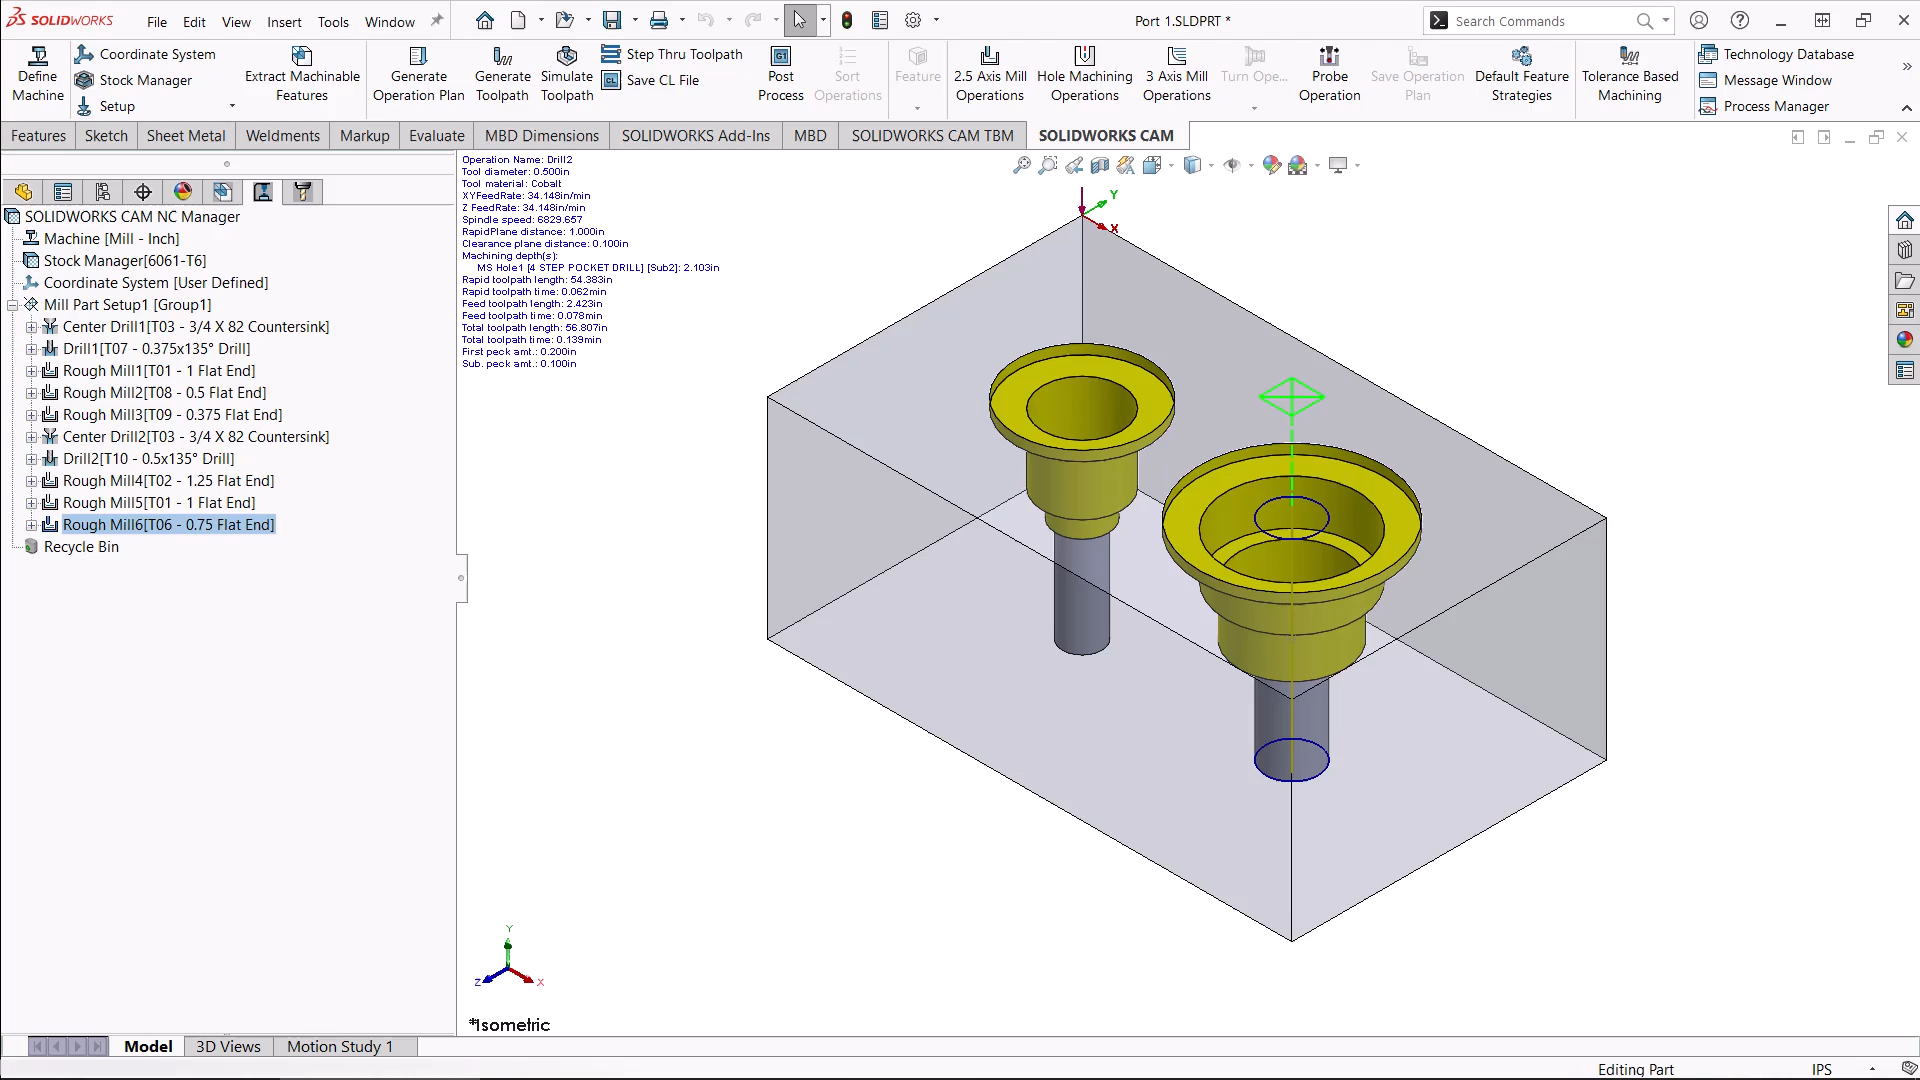 SOLIDWORKS File Edit View Insert Tools Window Port 1.SLDPRT * Search Commands
Define Machine
Coordinate System
Stock Manager
Setup
Extract Machinable Features
Generate Operation Plan
Generate Toolpath
Simulate Toolpath
Step Thru Toolpath
Save CL File
Post Process
Sort Operations
Feature
2.5 Axis Mill Operations
Hole Machining Operations
3 Axis Mill Operations
Turn Ope...
Probe Operation
Save Operation Plan
Default Feature Strategies
Tolerance Based Machining
Technology Database
Message Window
Process Manager
Features Sketch Sheet Metal Weldments Markup Evaluate MBD Dimensions SOLIDWORKS Add-Ins MBD SOLIDWORKS CAM TBM SOLIDWORKS CAM
SOLIDWORKS CAM NC Manager
Machine [Mill - Inch]
Stock Manager[6061-T6]
Coordinate System [User Defined]
Mill Part Setup1 [Group1]
Center Drill1[T03 - 3/4 X 82 Countersink]
Drill1[T07 - 0.375x135° Drill]
Rough Mill1[T01 - 1 Flat End]
Rough Mill2[T08 - 0.5 Flat End]
Rough Mill3[T09 - 0.375 Flat End]
Center Drill2[T03 - 3/4 X 82 Countersink]
Drill2[T10 - 0.5x135° Drill]
Rough Mill4[T02 - 1.25 Flat End]
Rough Mill5[T01 - 1 Flat End]
Rough Mill6[T06 - 0.75 Flat End]
Recycle Bin
Operation Name: Drill2
Tool diameter: 0.500in
Tool material: Cobalt
XYFeedRate: 34.148in/min
Z FeedRate: 34.148in/min
Spindle speed: 6829.657
RapidPlane distance: 1.000in
Clearance plane distance: 0.100in
Machining depth(s):
MS Hole1 [4 STEP POCKET DRILL] [Sub2]: 2.103in
Rapid toolpath length: 54.383in
Rapid toolpath time: 0.062min
Feed toolpath length: 2.423in
Feed toolpath time: 0.078min
Total toolpath length: 56.807in
Total toolpath time: 0.139min
First peck amt.: 0.200in
Sub. peck amt.: 0.100in
Y
X
Y
Z
X
*Isometric
Model 3D Views Motion Study 1
Editing Part IPS